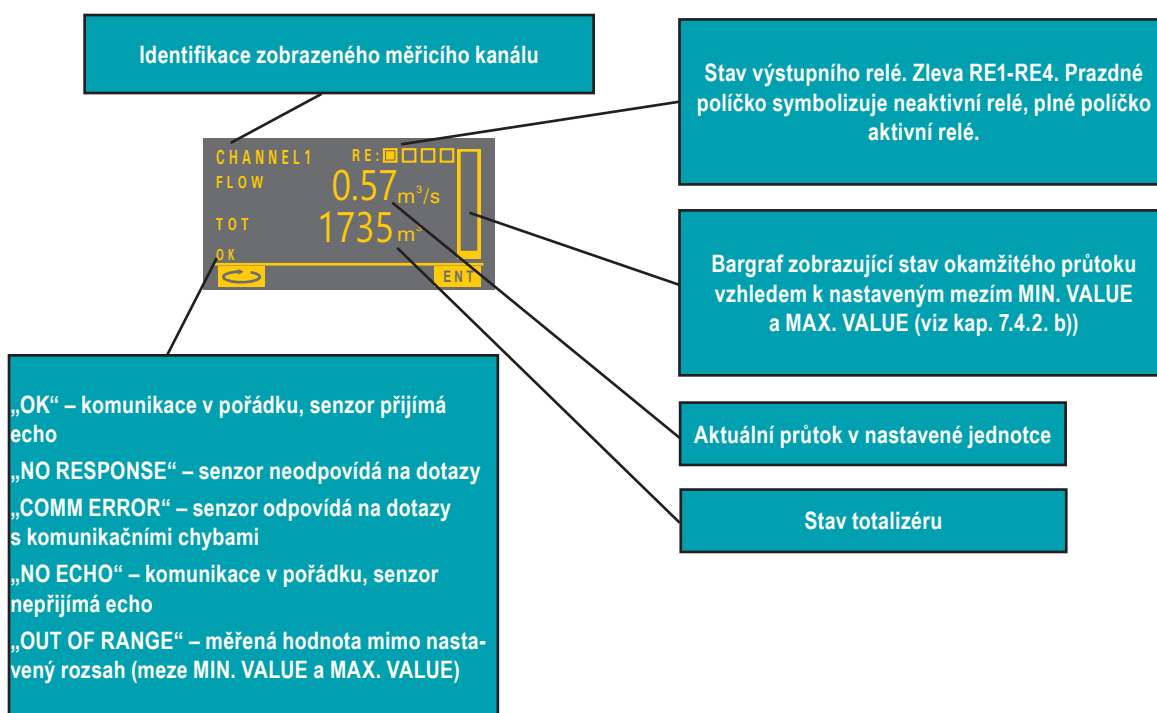 Identifikace zobrazeného měřicího kanálu
Stav výstupního relé. Zleva RE1-RE4. Prazdné
políčko symbolizuje neaktivní relé, plné políčko
aktivní relé.
CHANNEL1 RE:
FLOW 0.57 m³/s
TOT 1735 m³
OK
ENT
Bargraf zobrazující stav okamžitého průtoku
vzhledem k nastaveným mezím MIN. VALUE
a MAX. VALUE (viz kap. 7.4.2. b))
„OK“ – komunikace v pořádku, senzor přijímá
echo
„NO RESPONSE“ – senzor neodpovídá na dotazy
„COMM ERROR“ – senzor odpovídá na dotazy
s komunikačními chybami
„NO ECHO“ – komunikace v pořádku, senzor
nepřijímá echo
„OUT OF RANGE“ – měřená hodnota mimo nasta-
vený rozsah (meze MIN. VALUE a MAX. VALUE)
Aktuální průtok v nastavené jednotce
Stav totalizéru